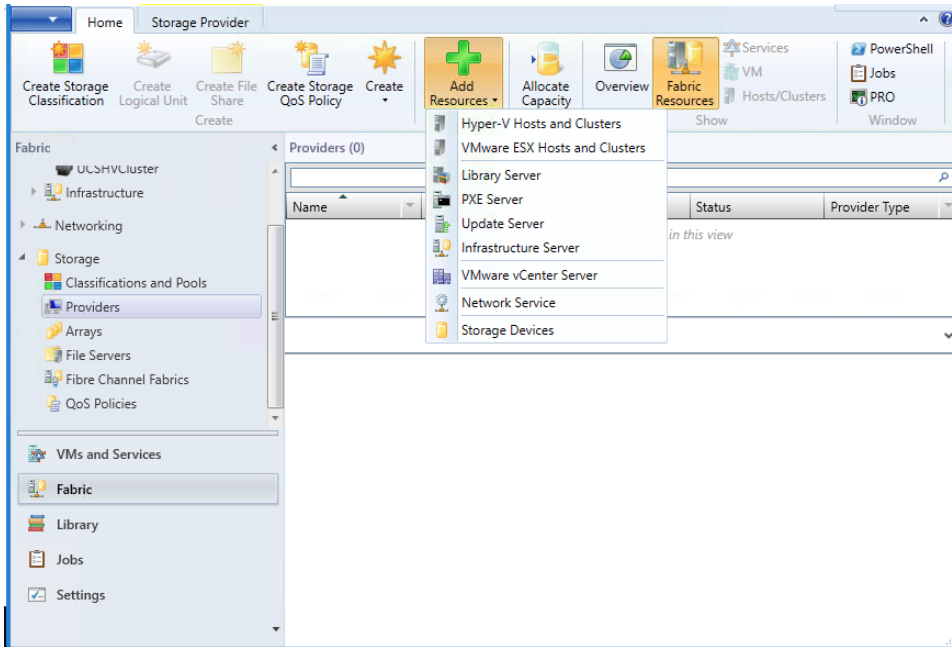 Home Storage Provider
Create Storage Classification
Create Logical Unit
Create File Share
Create Storage QoS Policy
Create
Create
Add Resources
Allocate Capacity
Overview
Fabric Resources
Services
VM
Hosts/Clusters
Show
PowerShell
Jobs
PRO
Window
Fabric
UCSHVCluster
Infrastructure
Networking
Storage
Classifications and Pools
Providers
Arrays
File Servers
Fibre Channel Fabrics
QoS Policies
VMs and Services
Fabric
Library
Jobs
Settings
Providers (0)
Name Status Provider Type
in this view
Hyper-V Hosts and Clusters
VMware ESX Hosts and Clusters
Library Server
PXE Server
Update Server
Infrastructure Server
VMware vCenter Server
Network Service
Storage Devices